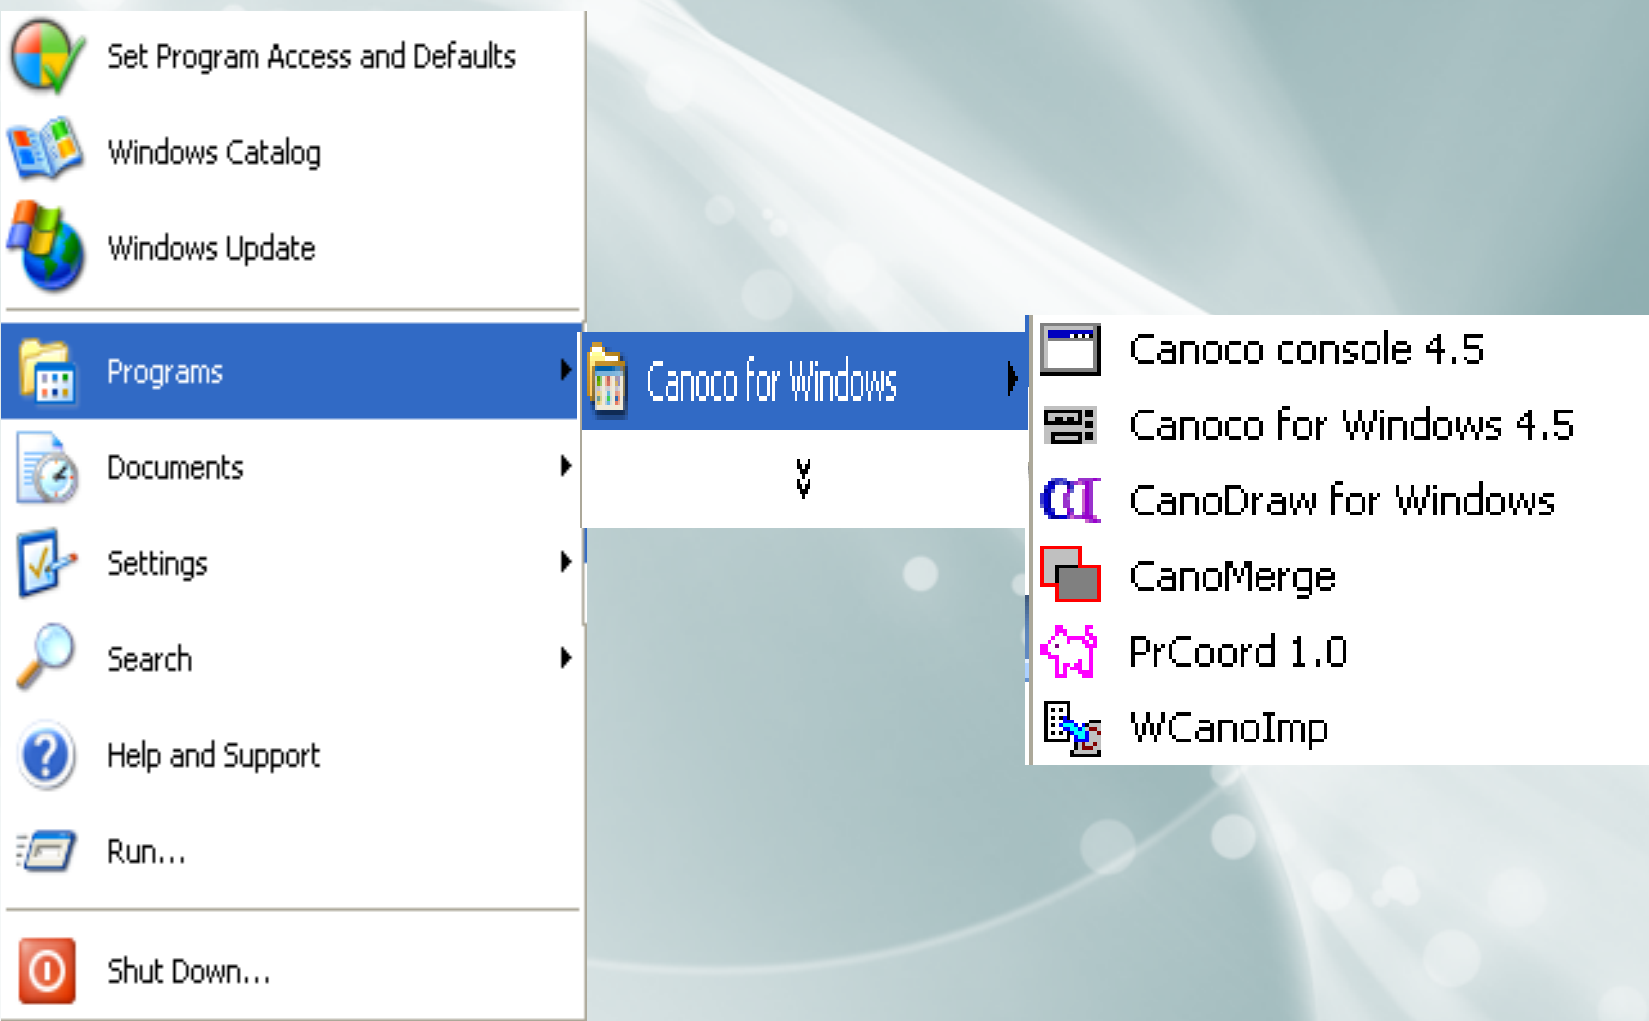 Set Program Access and Defaults
Windows Catalog
Windows Update
Programs
Documents
Settings
Search
Help and Support
Run...
Shut Down...
Canoco for Windows
Canoco console 4.5
Canoco for Windows 4.5
CanoDraw for Windows
CanoMerge
PrCoord 1.0
WCanoImp